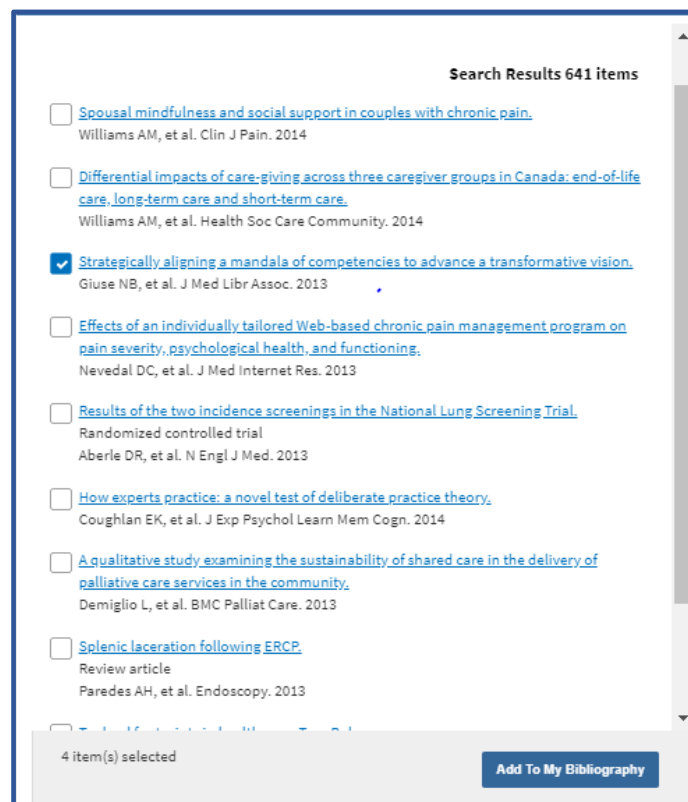 Search Results 641 items
Spousal mindfulness and social support in couples with chronic pain.
Williams AM, et al. Clin J Pain. 2014
Differential impacts of care-giving across three caregiver groups in Canada: end-of-life
care, long-term care and short-term care.
Williams AM, et al. Health Soc Care Community. 2014
Strategically aligning a mandala of competencies to advance a transformative vision.
Giuse NB, et al. J Med Libr Assoc. 2013
Effects of an individually tailored Web-based chronic pain management program on
pain severity, psychological health, and functioning.
Nevedal DC, et al. J Med Internet Res. 2013
Results of the two incidence screenings in the National Lung Screening Trial.
Randomized controlled trial
Aberle DR, et al. N Engl J Med. 2013
How experts practice: a novel test of deliberate practice theory.
Coughlan EK, et al. J Exp Psychol Learn Mem Cogn. 2014
A qualitative study examining the sustainability of shared care in the delivery of
palliative care services in the community.
Demiglio L, et al. BMC Palliat Care. 2013
Splenic laceration following ERCP.
Review article
Paredes AH, et al. Endoscopy. 2013
4 item(s) selected
Add To My Bibliography